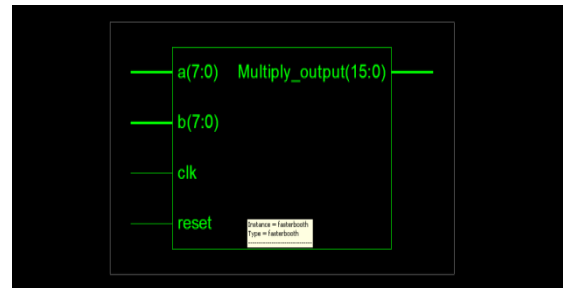 a(7:0) Multiply_output(15:0)
b(7:0)
clk
reset
Instance = fasterbooth
Type = fasterbooth